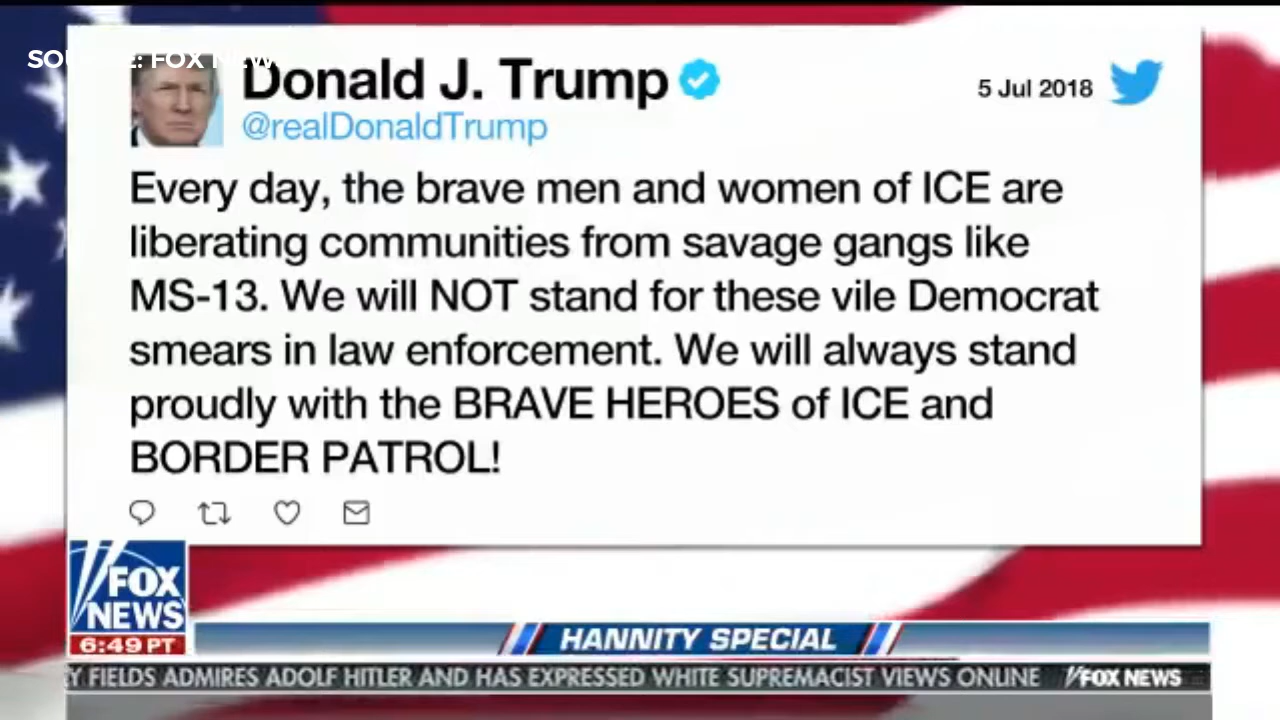 SOURCE: FOX NEWS
Donald J. Trump
@realDonaldTrump
5 Jul 2018
Every day, the brave men and women of ICE are
liberating communities from savage gangs like
MS-13. We will NOT stand for these vile Democrat
smears in law enforcement. We will always stand
proudly with the BRAVE HEROES of ICE and
BORDER PATROL!
FOX
NEWS
6:49 PT
HANNITY SPECIAL
Y FIELDS ADMIRES ADOLF HITLER AND HAS EXPRESSED WHITE SUPREMACIST VIEWS ONLINE
FOX NEWS